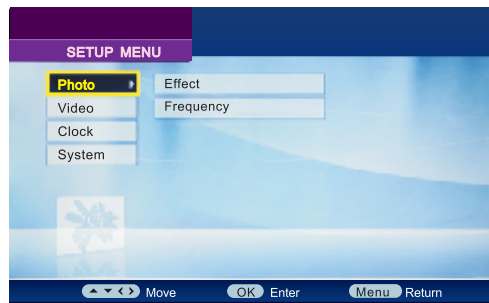 SETUP MENU
Photo
Effect
Video
Frequency
Clock
System
Move OK Enter Menu Return